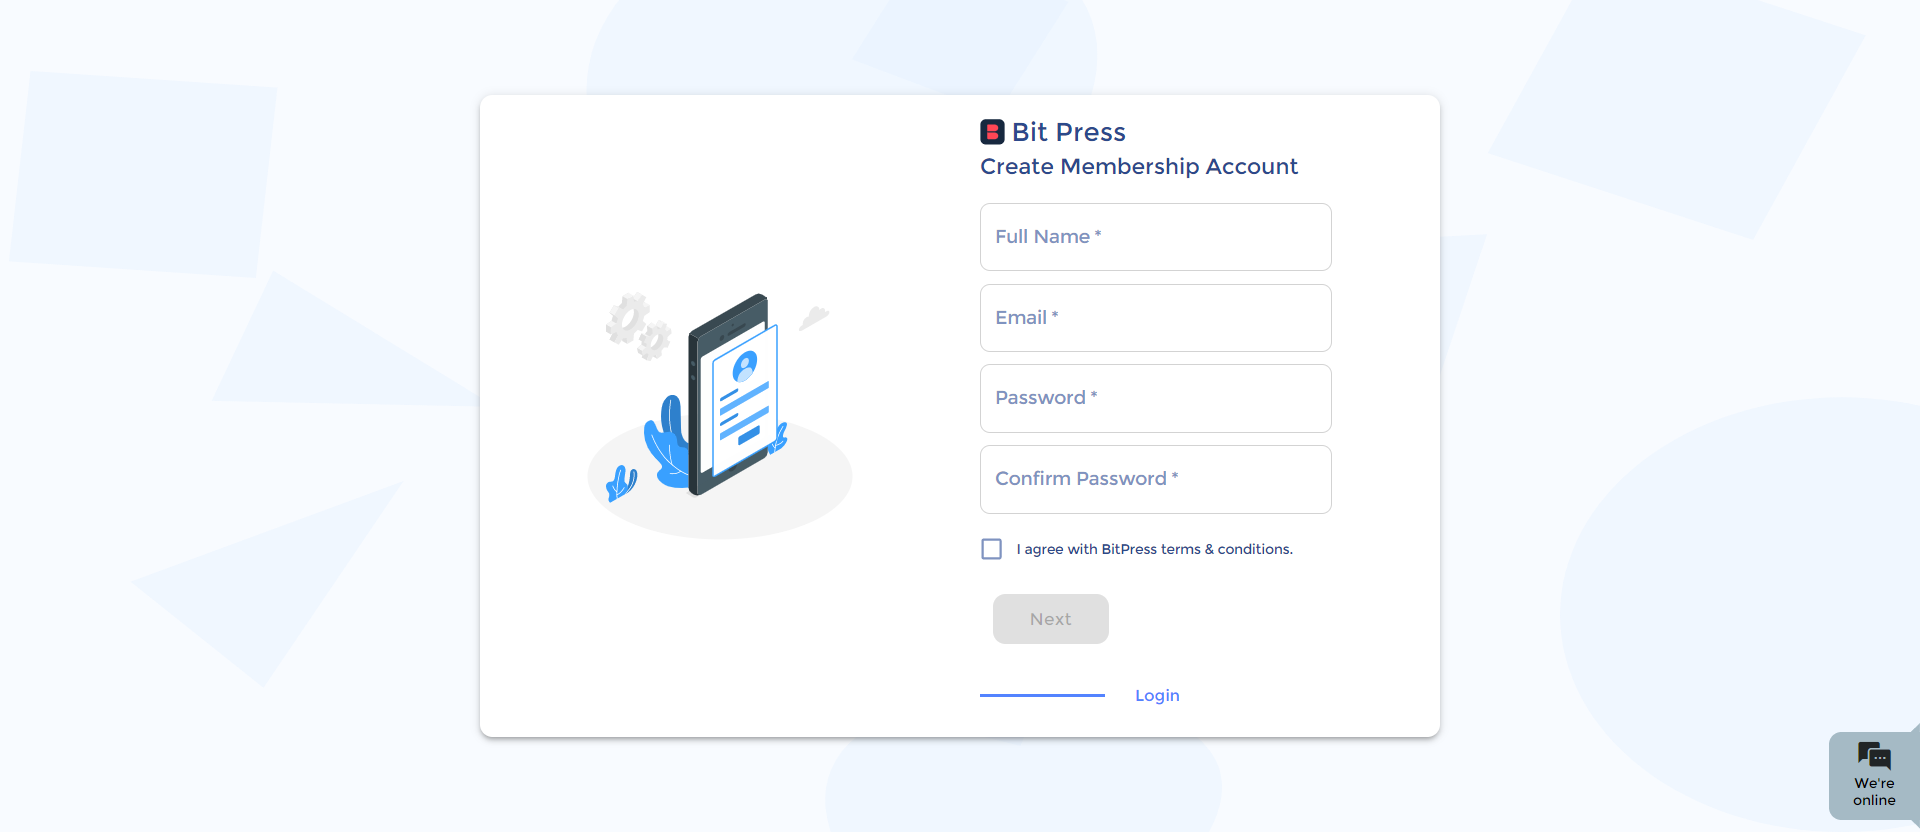 Bit Press
Create Membership Account
Full Name *
Email *
Password *
Confirm Password *
I agree with BitPress terms & conditions.
Next
Login
We're
online